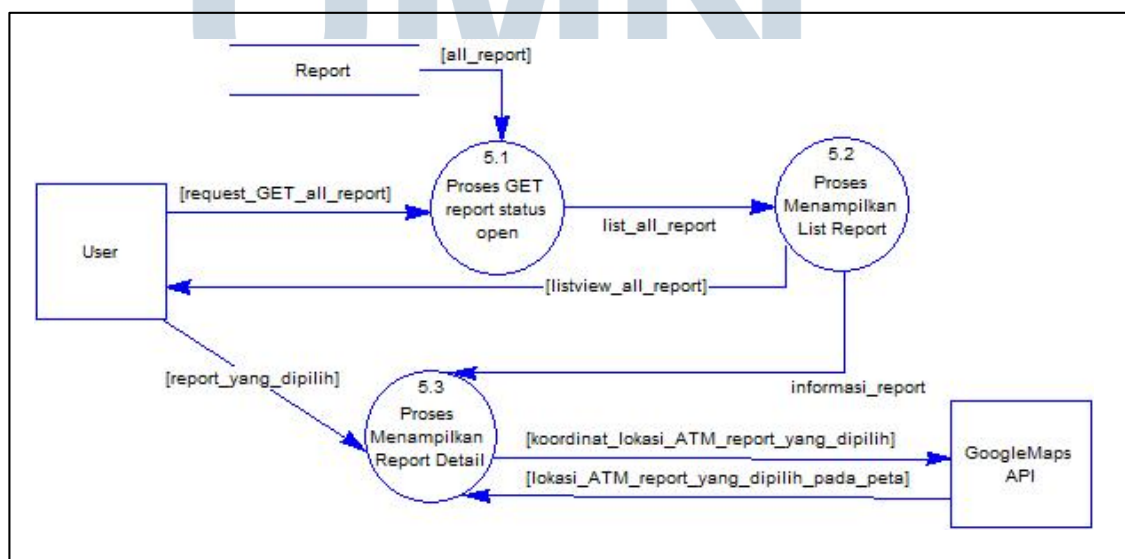 [all_report]
Report
5.1
Proses GET
report status
open
5.2
Proses
Menampilkan
List Report
[request_GET_all_report]
list_all_report
User
[listview_all_report]
[report_yang_dipilih]
informasi_report
5.3
Proses
Menampilkan
Report Detail
[koordinat_lokasi_ATM_report_yang_dipilih]
[lokasi_ATM_report_yang_dipilih_pada_peta]
GoogleMaps
API